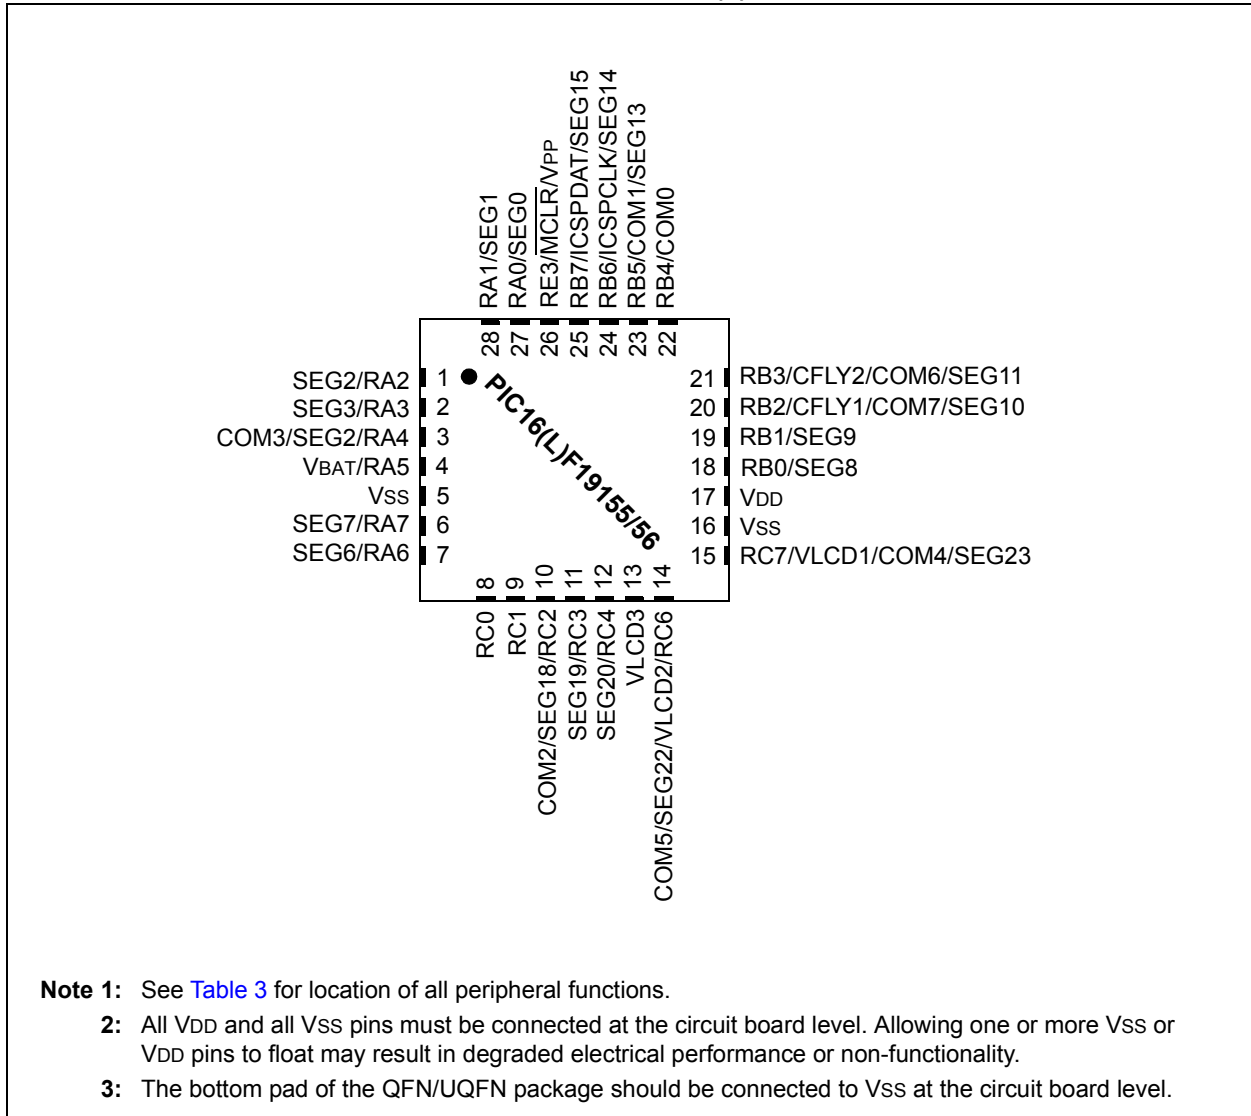 RA1/SEG1
RA0/SEG0
RE3/MCLR/VPP
RB7/ICSPDAT/SEG15
RB6/ICSPCLK/SEG14
RB5/COM1/SEG13
RB4/COM0
28 27 26 25 24 23 22
SEG2/RA2 1
SEG3/RA3 2
COM3/SEG2/RA4 3
VBAT/RA5 4
VSS 5
SEG7/RA7 6
SEG6/RA6 7
PIC16(L)F19155/56
21 RB3/CFLY2/COM6/SEG11
20 RB2/CFLY1/COM7/SEG10
19 RB1/SEG9
18 RB0/SEG8
17 VDD
16 VSS
15 RC7/VLCD1/COM4/SEG23
8 9 10 11 12 13 14
RC0
RC1
COM2/SEG18/RC2
SEG19/RC3
SEG20/RC4
VLCD3
COM5/SEG22/VLCD2/RC6
Note 1: See Table 3 for location of all peripheral functions.
2: All VDD and all VSS pins must be connected at the circuit board level. Allowing one or more VSS or
VDD pins to float may result in degraded electrical performance or non-functionality.
3: The bottom pad of the QFN/UQFN package should be connected to VSS at the circuit board level.